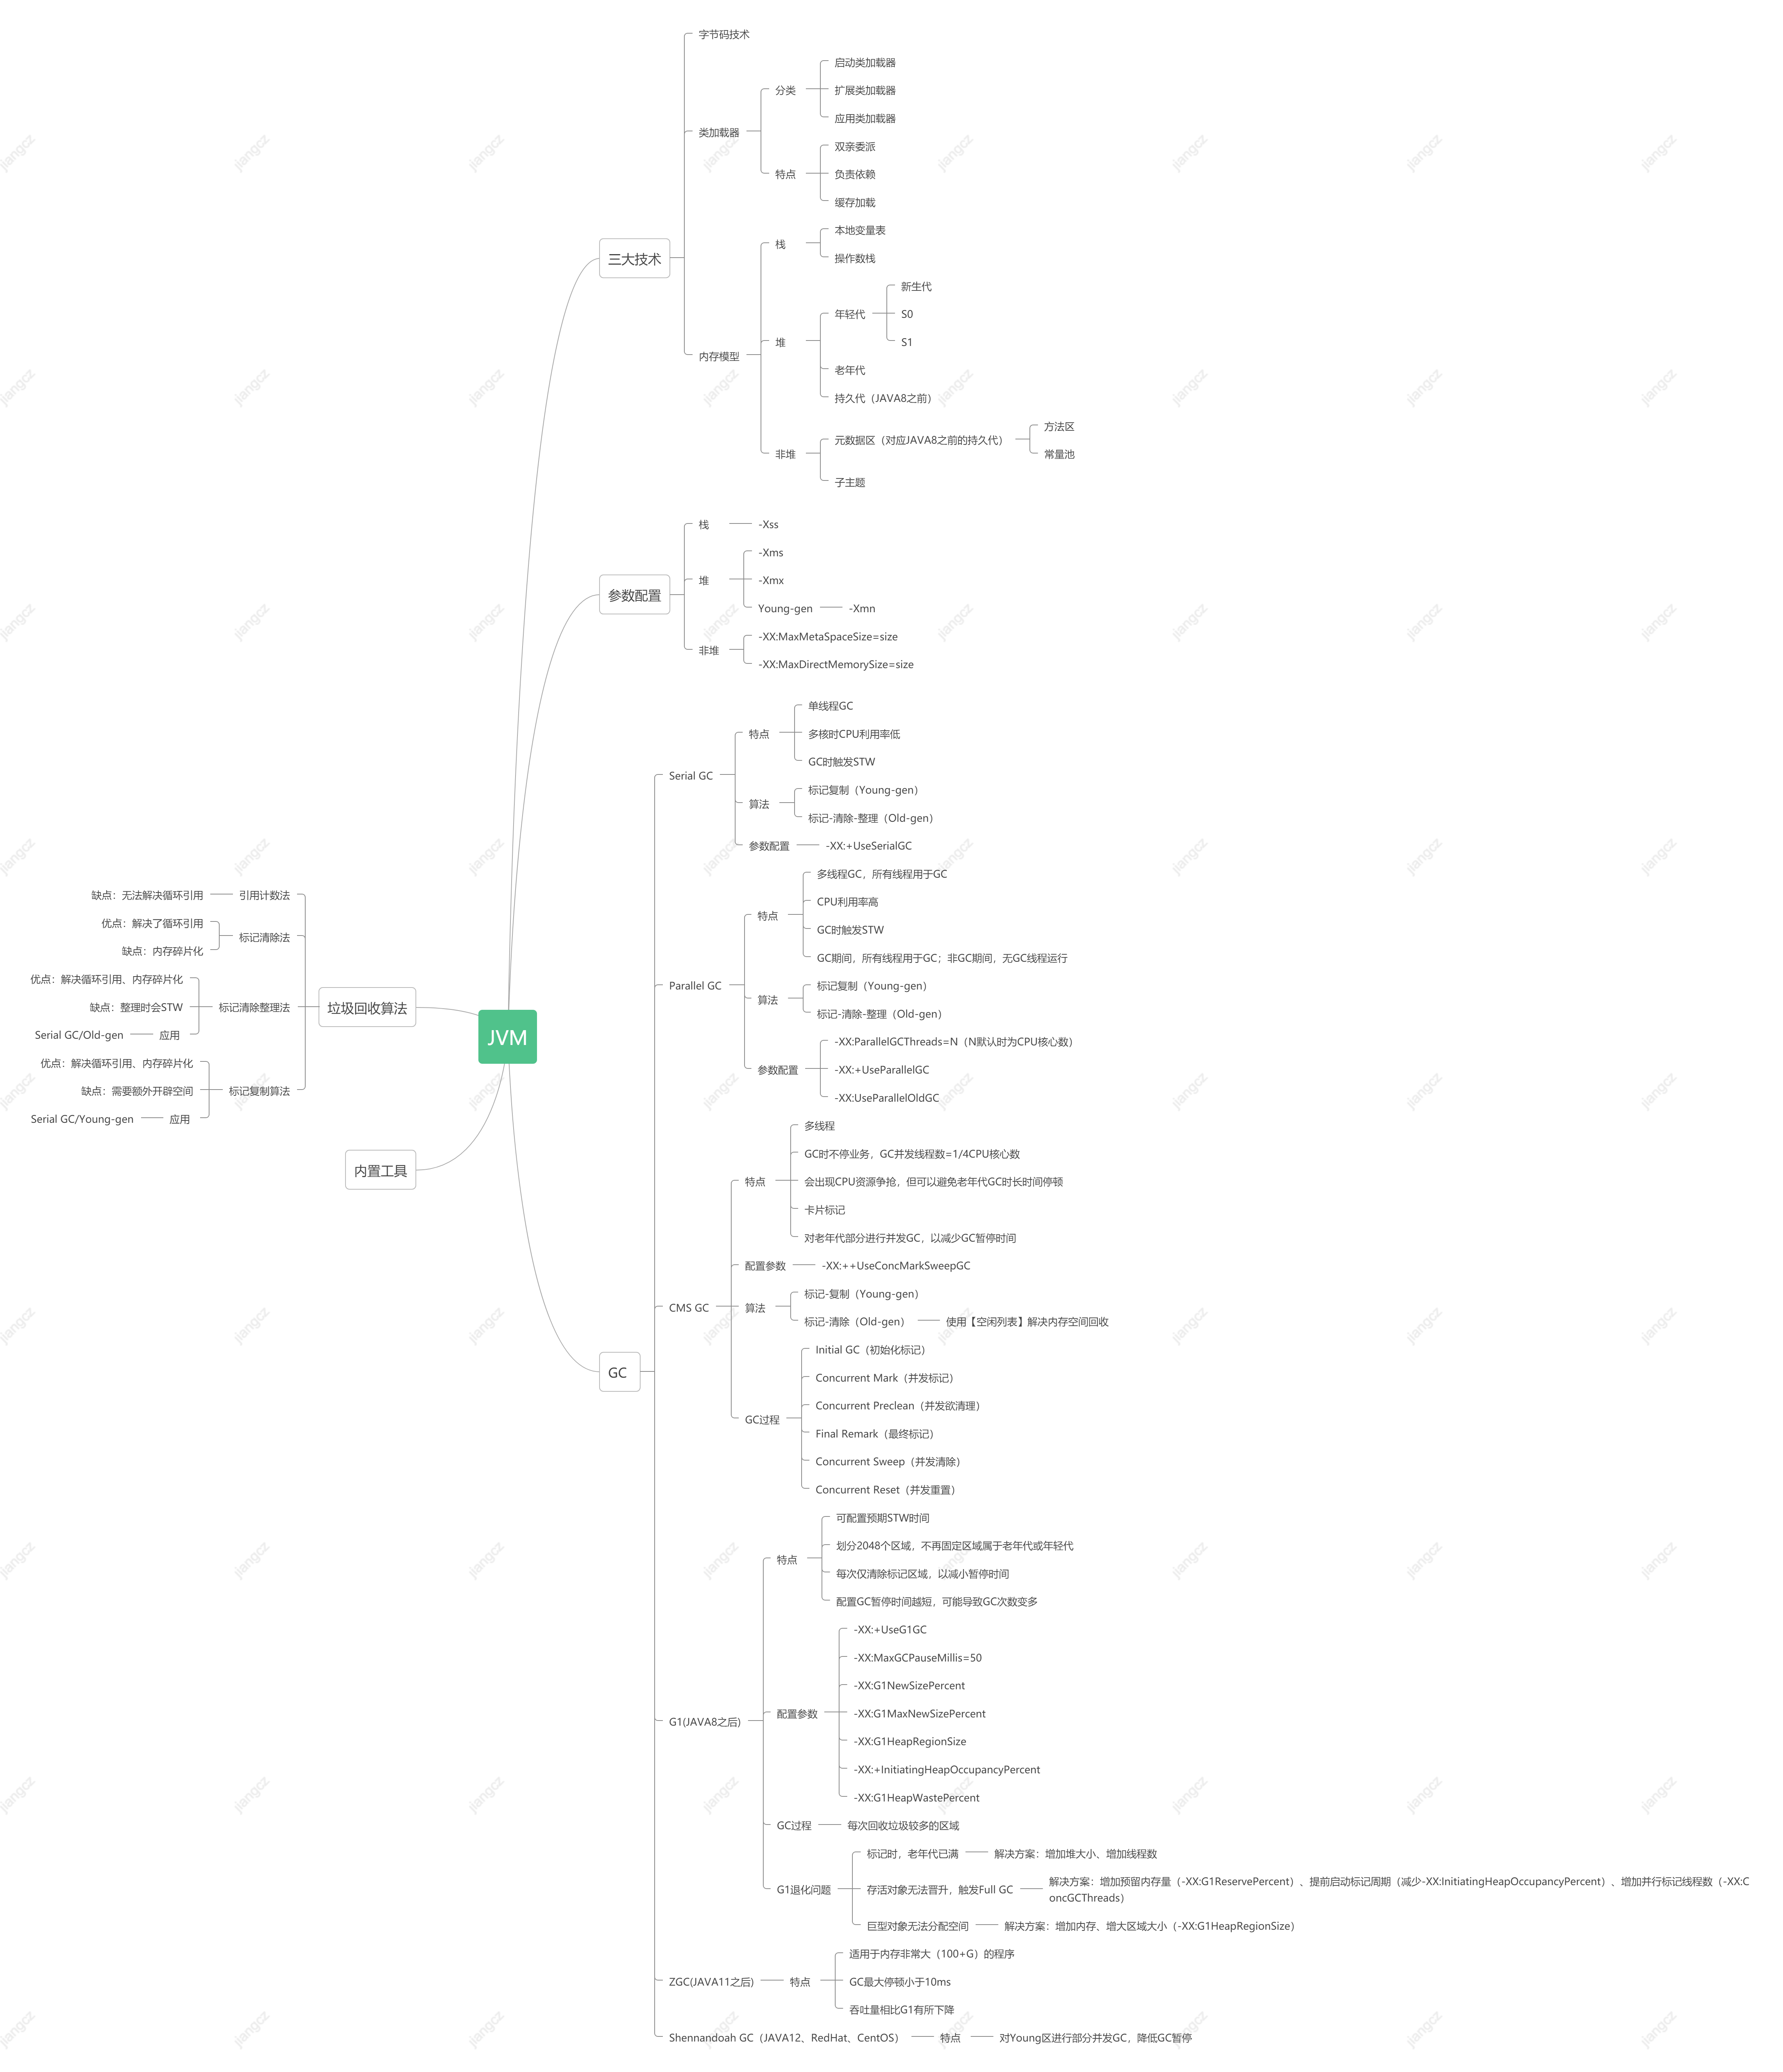 字节码技术
类加载器
分类
启动类加载器
扩展类加载器
应用类加载器
特点
双亲委派
负责依赖
缓存加载
三大技术
内存模型
栈
本地变量表
操作数栈
堆
年轻代
新生代
S0
S1
老年代
持久代（JAVA8之前）
非堆
元数据区（对应JAVA8之前的持久代）
方法区
常量池
子主题
参数配置
栈
-Xss
堆
-Xms
-Xmx
Young-gen
-Xmn
非堆
-XX:MaxMetaSpaceSize=size
-XX:MaxDirectMemorySize=size
GC
Serial GC
特点
单线程GC
多核时CPU利用率低
GC时触发STW
算法
标记复制（Young-gen）
标记-清除-整理（Old-gen）
参数配置
-XX:+UseSerialGC
Parallel GC
特点
多线程GC，所有线程用于GC
CPU利用率高
GC时触发STW
GC期间，所有线程用于GC；非GC期间，无GC线程运行
算法
标记复制（Young-gen）
标记-清除-整理（Old-gen）
参数配置
-XX:ParallelGCThreads=N（N默认时为CPU核心数）
-XX:+UseParallelGC
-XX:UseParallelOldGC
CMS GC
特点
多线程
GC时不停业务，GC并发线程数=1/4CPU核心数
会出现CPU资源争抢，但可以避免老年代GC时长时间停顿
卡片标记
对老年代部分进行并发GC，以减少GC暂停时间
配置参数
-XX:++UseConcMarkSweepGC
算法
标记-复制（Young-gen）
标记-清除（Old-gen）
使用【空闲列表】解决内存空间回收
GC过程
Initial GC（初始化标记）
Concurrent Mark（并发标记）
Concurrent Preclean（并发欲清理）
Final Remark（最终标记）
Concurrent Sweep（并发清除）
Concurrent Reset（并发重置）
G1(JAVA8之后)
特点
可配置预期STW时间
划分2048个区域，不再固定区域属于老年代或年轻代
每次仅清除标记区域，以减小暂停时间
配置GC暂停时间越短，可能导致GC次数变多
配置参数
-XX:+UseG1GC
-XX:MaxGCPauseMillis=50
-XX:G1NewSizePercent
-XX:G1MaxNewSizePercent
-XX:G1HeapRegionSize
-XX:+InitiatingHeapOccupancyPercent
-XX:G1HeapWastePercent
GC过程
每次回收垃圾较多的区域
G1退化问题
标记时，老年代已满
解决方案：增加堆大小、增加线程数
存活对象无法晋升，触发Full GC
解决方案：增加预留内存量（-XX:G1ReservePercent）、提前启动标记周期（减少-XX:InitiatingHeapOccupancyPercent）、增加并行标记线程数（-XX:C
oncGCThreads）
巨型对象无法分配空间
解决方案：增加内存、增大区域大小（-XX:G1HeapRegionSize）
ZGC(JAVA11之后)
特点
适用于内存非常大（100+G）的程序
GC最大停顿小于10ms
吞吐量相比G1有所下降
Shennandoah GC（JAVA12、RedHat、CentOS）
特点
对Young区进行部分并发GC，降低GC暂停
JVM
垃圾回收算法
引用计数法
缺点：无法解决循环引用
标记清除法
优点：解决了循环引用
缺点：内存碎片化
标记清除整理法
优点：解决循环引用、内存碎片化
缺点：整理时会STW
应用
Serial GC/Old-gen
标记复制算法
优点：解决循环引用、内存碎片化
缺点：需要额外开辟空间
应用
Serial GC/Young-gen
内置工具
jiangcz